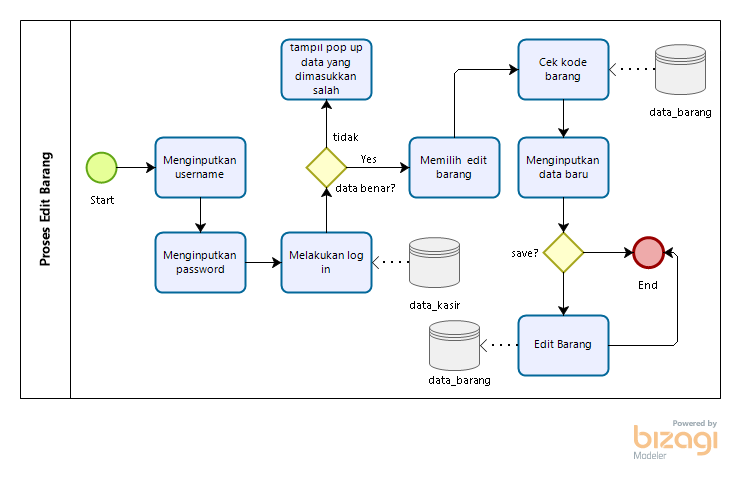 Proses Edit Barang
tampil pop up
data yang
dimasukkan
salah
Cek kode
barang
data_barang
tidak
Menginputkan
username
Yes
Memilih edit
barang
Menginputkan
data baru
Start
data benar?
Menginputkan
password
Melakukan log
in
save?
End
data_kasir
Edit Barang
data_barang
Powered by
bizagi
Modeler